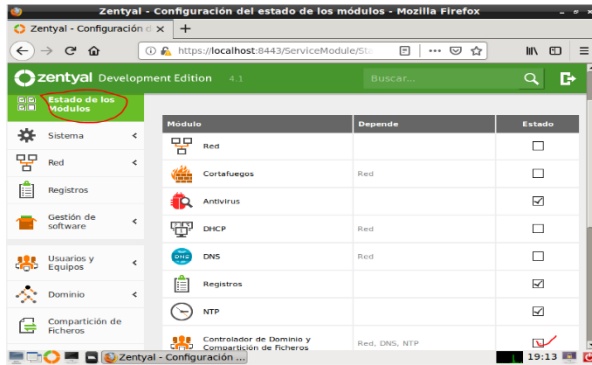 Zentyal - Configuración del estado de los módulos - Mozilla Firefox
Zentyal - Configuración d
https://localhost:8443/ServiceModule/Sta
zentyal Development Edition 4.1
Buscar...
Estado de los
Módulos
Sistema
Red
Registros
Gestión de
software
Usuarios y
Equipos
Dominio
Compartición de
Ficheros
Módulo Depende Estado
Red
Cortafuegos Red
Antivirus
DHCP Red
DNS DNS Red
Registros
NTP
Controlador de Dominio y
Compartición de Ficheros Red, DNS, NTP
Zentyal - Configuración ...
19:13